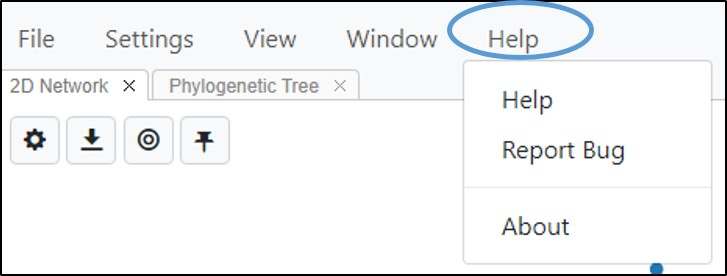 File Settings View Window Help
2D Network Phylogenetic Tree
Help
Report Bug
About